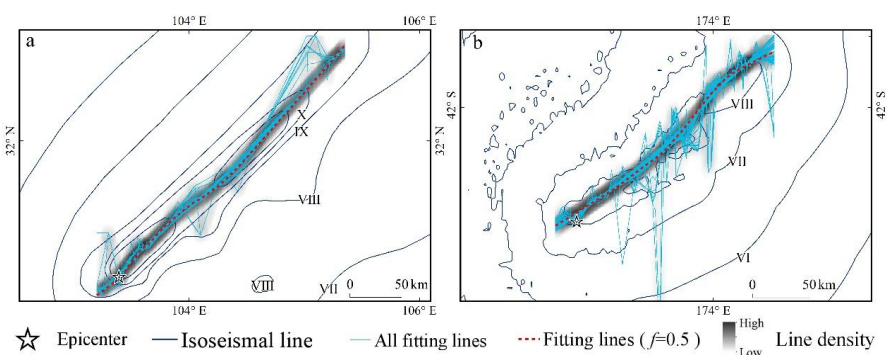 104° E
106° E
174° E
a
b
X
IX
VIII
VIII
VII
32° N
32° N
0 50 km
VIII
VII
VI
42° S
42° S
0 50 km
104° E
106° E
174° E
Epicenter
Isoseismal line
All fitting lines
Fitting lines ( f=0.5 )
High
Low
Line density